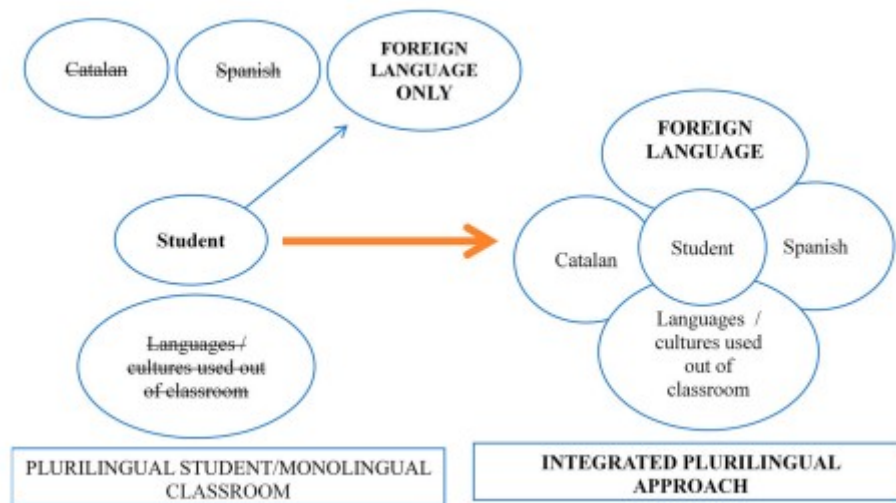 Catalan
Spanish
FOREIGN
LANGUAGE
ONLY
Student
Languages /
cultures used out
of classroom
PLURILINGUAL STUDENT/MONOLINGUAL
CLASSROOM
FOREIGN
LANGUAGE
Catalan
Student
Spanish
Languages /
cultures used
out of
classroom
INTEGRATED PLURILINGUAL
APPROACH